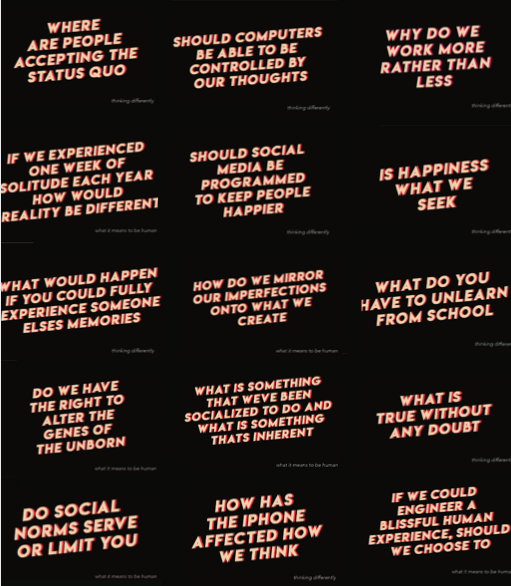 WHERE
ARE PEOPLE
ACCEPTING THE
STATUS QUO
thinking differently
SHOULD COMPUTERS
BE ABLE TO BE
CONTROLLED BY
OUR THOUGHTS
thinking differently
WHY DO WE
WORK MORE
RATHER THAN
LESS
thinking different
IF WE EXPERIENCED
ONE WEEK OF
SOLITUDE EACH YEAR
HOW WOULD
REALITY BE DIFFERENT
what it means to be human
SHOULD SOCIAL
MEDIA BE
PROGRAMMED
TO KEEP PEOPLE
HAPPIER
thinking differently
IS HAPPINESS
WHAT WE
SEEK
thinking different
WHAT WOULD HAPPEN
IF YOU COULD FULLY
EXPERIENCE SOMEONE
ELSES MEMORIES
thinking differently
HOW DO WE MIRROR
OUR IMPERFECTIONS
ONTO WHAT WE
CREATE
what it means to be human
WHAT DO YOU
HAVE TO UNLEARN
FROM SCHOOL
thinking differe
DO WE HAVE
THE RIGHT TO
ALTER THE
GENES OF
THE UNBORN
what it means to be human
WHAT IS SOMETHING
THAT WEVE BEEN
SOCIALIZED TO DO AND
WHAT IS SOMETHING
THATS INHERENT
what it means to be human
WHAT IS
TRUE WITHOUT
ANY DOUBT
thinking different
DO SOCIAL
NORMS SERVE
OR LIMIT YOU
what it means to be human
HOW HAS
THE IPHONE
AFFECTED HOW
WE THINK
thinking differently
IF WE COULD
ENGINEER A
BLISSFUL HUMAN
EXPERIENCE, SHOULD
WE CHOOSE TO
what it means to be hum